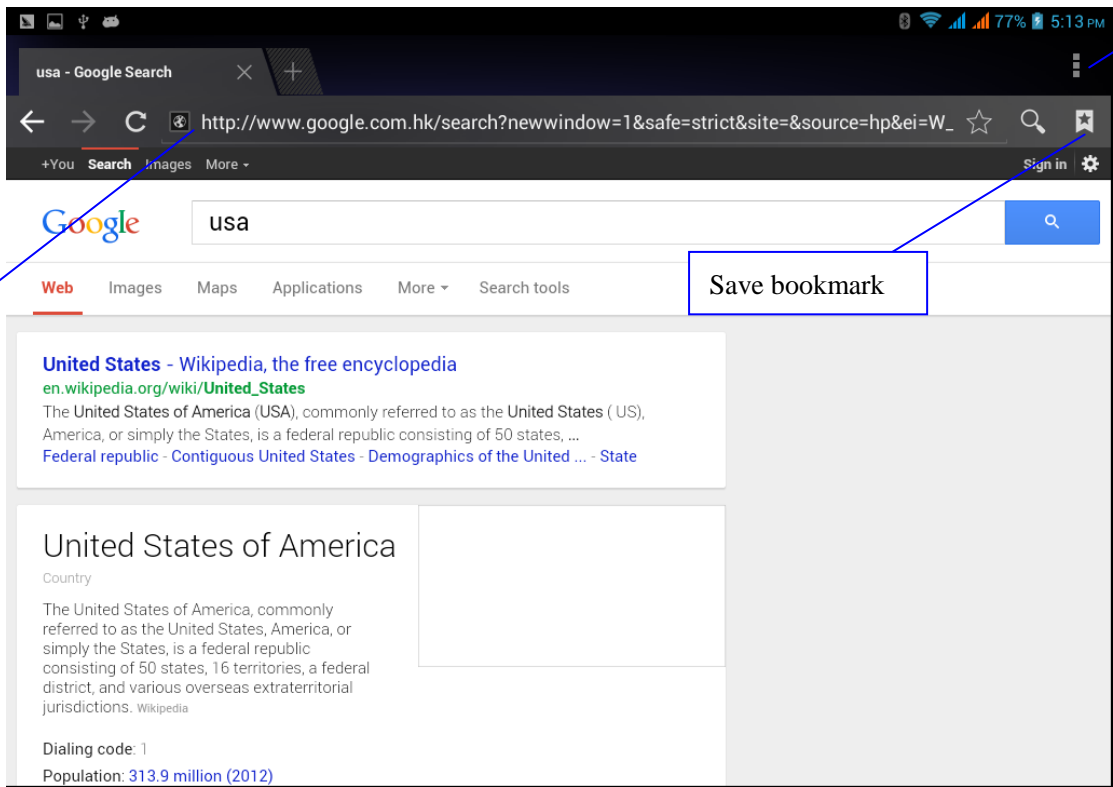 77% 5:13 PM
usa - Google Search
http://www.google.com.hk/search?newwindow=1&safe=strict&site=&source=hp&ei=W_
+You Search Images More
Sign in
Google usa
Web Images Maps Applications More Search tools
Save bookmark
United States - Wikipedia, the free encyclopedia
en.wikipedia.org/wiki/United_States
The United States of America (USA), commonly referred to as the United States ( US),
America, or simply the States, is a federal republic consisting of 50 states, ...
Federal republic - Contiguous United States - Demographics of the United ... - State
United States of America
Country
The United States of America, commonly
referred to as the United States, America, or
simply the States, is a federal republic
consisting of 50 states, 16 territories, a federal
district, and various overseas extraterritorial
jurisdictions. Wikipedia
Dialing code: 1
Population: 313.9 million (2012)